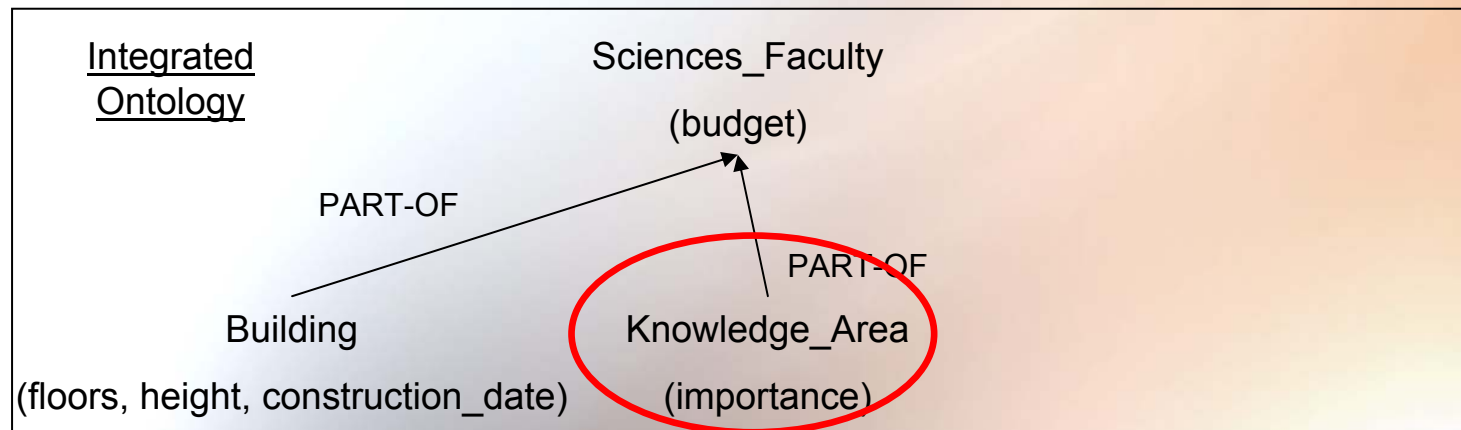 Integrated
Ontology
Sciences_Faculty
(budget)
PART-OF
PART-OF
Building
Knowledge_Area
(floors, height, construction_date)
(importance)